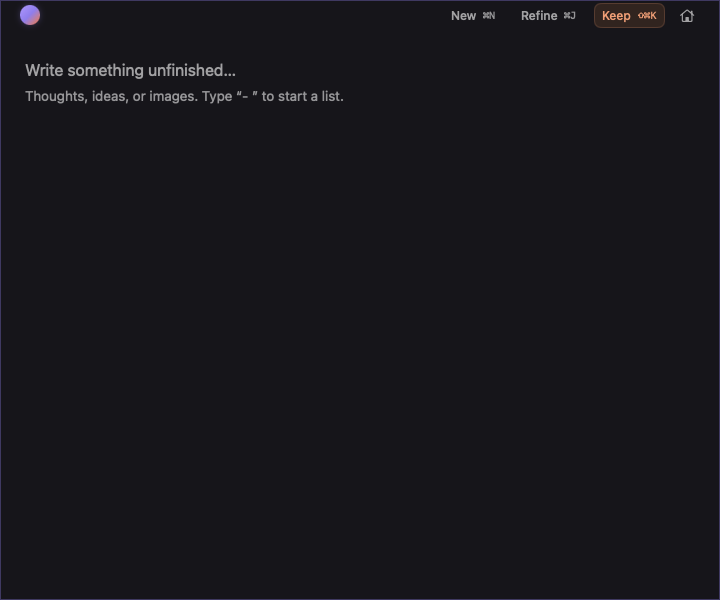 New ⌘N Refine ⌘J Keep ⇧⌘K
Write something unfinished...
Thoughts, ideas, or images. Type “- ” to start a list.